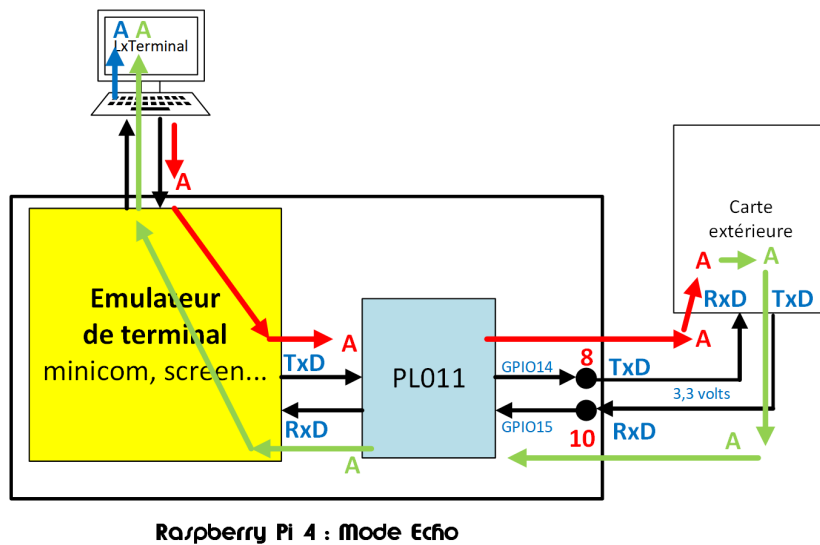 A A
LxTerminal
A
Carte
extérieure
A A
RxD TxD
Emulateur
de terminal
minicom, screen...
A
A
TxD
PL011
GPIO14
8
TxD
3,3 volts
RxD
GPIO15
10
RxD
A
A
Raspberry Pi 4 : Mode Echo